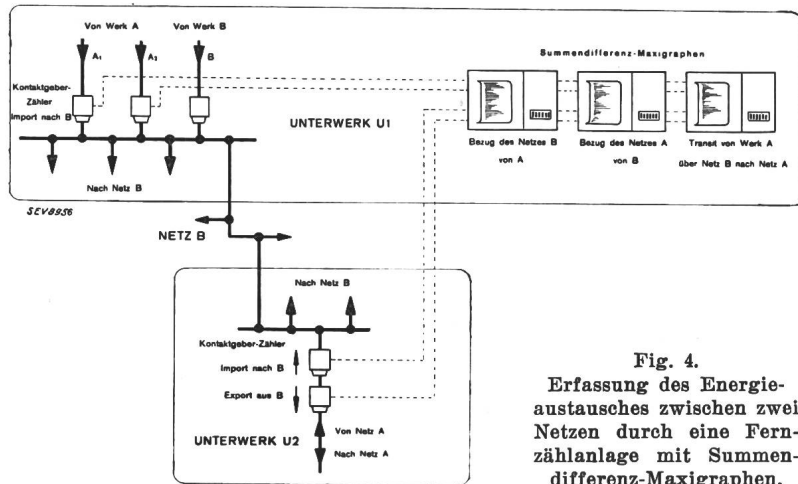 Von Werk A
Von Werk B
A1
A2
B
Kontaktgeber-
Zähler
Import nach B
Summendifferenz-Maxigraphen
UNTERWERK U1
Bezug des Netzes B
von A
Bezug des Netzes A
von B
Transit von Werk A
über Netz B nach Netz A
Nach Netz B
SEV8956
NETZ B
Nach Netz B
Kontaktgeber-Zähler
Import nach B
Export aus B
Von Netz A
UNTERWERK U2
Nach Netz A
Fig. 4.
Erfassung des Energie-
austausches zwischen zwei
Netzen durch eine Fern-
zählanlage mit Summen-
differenz-Maxigraphen.